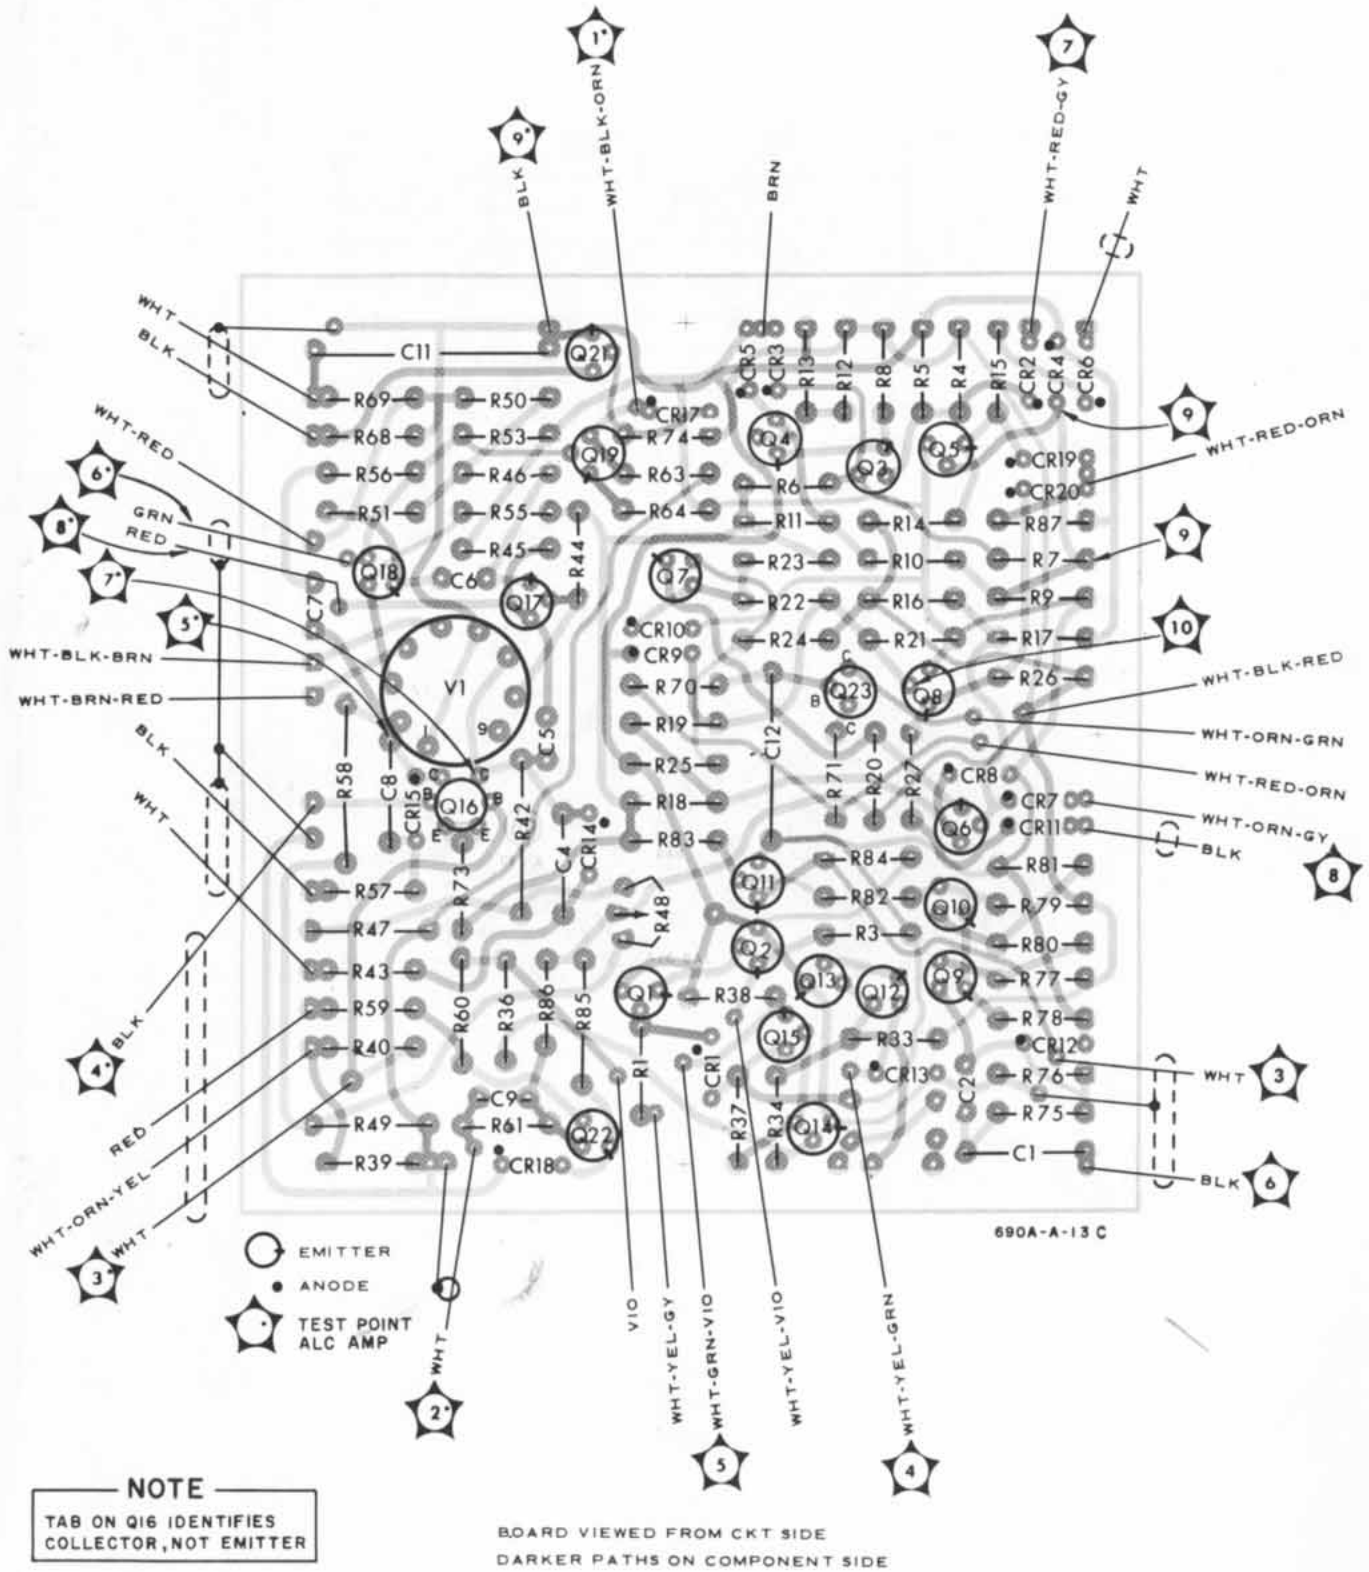 1*
7
9*
BLK
WHT-BLK-ORN
BRN
WHT-RED-GY
WHT
WHT
BLK
C11
Q21
CR5
CR3
R13
R12
R8
R5
R4
R15
CR2
CR4
CR6
R69
R50
CR17
9
WHT-RED
R68
R53
Q19
R74
Q4
Q3
Q5
WHT-RED-ORN
6*
R56
R46
R63
R6
CR19
CR20
8*
GRN
RED
R51
R55
R64
R11
R14
R87
7*
Q18
R45
R44
Q7
R23
R10
R7
9
C6
C7
Q17
R22
R16
R9
5*
CR10
R24
R21
R17
10
WHT-BLK-BRN
CR9
C
WHT-BLK-RED
WHT-BRN-RED
V1
1
9
R70
Q23
B
C
Q8
R26
BLK
R58
C8
C5
R19
C12
WHT-ORN-GRN
R25
R71
R20
R27
CR8
WHT-RED-ORN
WHT
CR15
C
C
B
B
Q16
E
E
R42
R18
CR7
WHT-ORN-GY
C4
CR14
R83
Q6
CR11
BLK
R84
R81
8
R57
R73
Q11
R82
Q10
R79
R47
R48
Q2
R3
R80
R43
Q13
Q12
Q9
R77
R60
R36
R86
R85
Q1
R38
BLK
R59
Q15
R33
R78
4*
R40
R1
CR1
CR13
CR12
WHT
3
C9
R37
R34
C2
R76
RED
R49
R61
Q22
Q14
R75
R39
CR18
C1
BLK
6
WHT-ORN-YEL
WHT
3*
690A-A-13 C
EMITTER
ANODE
TEST POINT
ALC AMP
WHT
2*
VIO
WHT-YEL-GY
WHT-GRN-VIO
WHT-YEL-VIO
WHT-YEL-GRN
5
4
NOTE
TAB ON Q16 IDENTIFIES
COLLECTOR, NOT EMITTER
BOARD VIEWED FROM CKT SIDE
DARKER PATHS ON COMPONENT SIDE